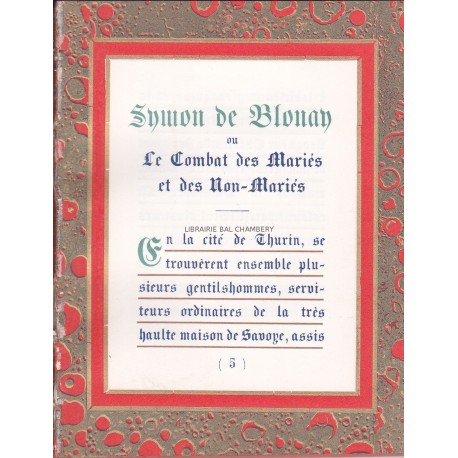 Symon de Blonay
ou
Le Combat des Mariés
et des Non-Mariés
LIBRAIRIE BAL CHAMBERY
En la cité de Thurin, se
trouvèrent ensemble plu-
sieurs gentilshommes, servi-
teurs ordinaires de la très
haulte maison de Savoye, assis
( 5 )